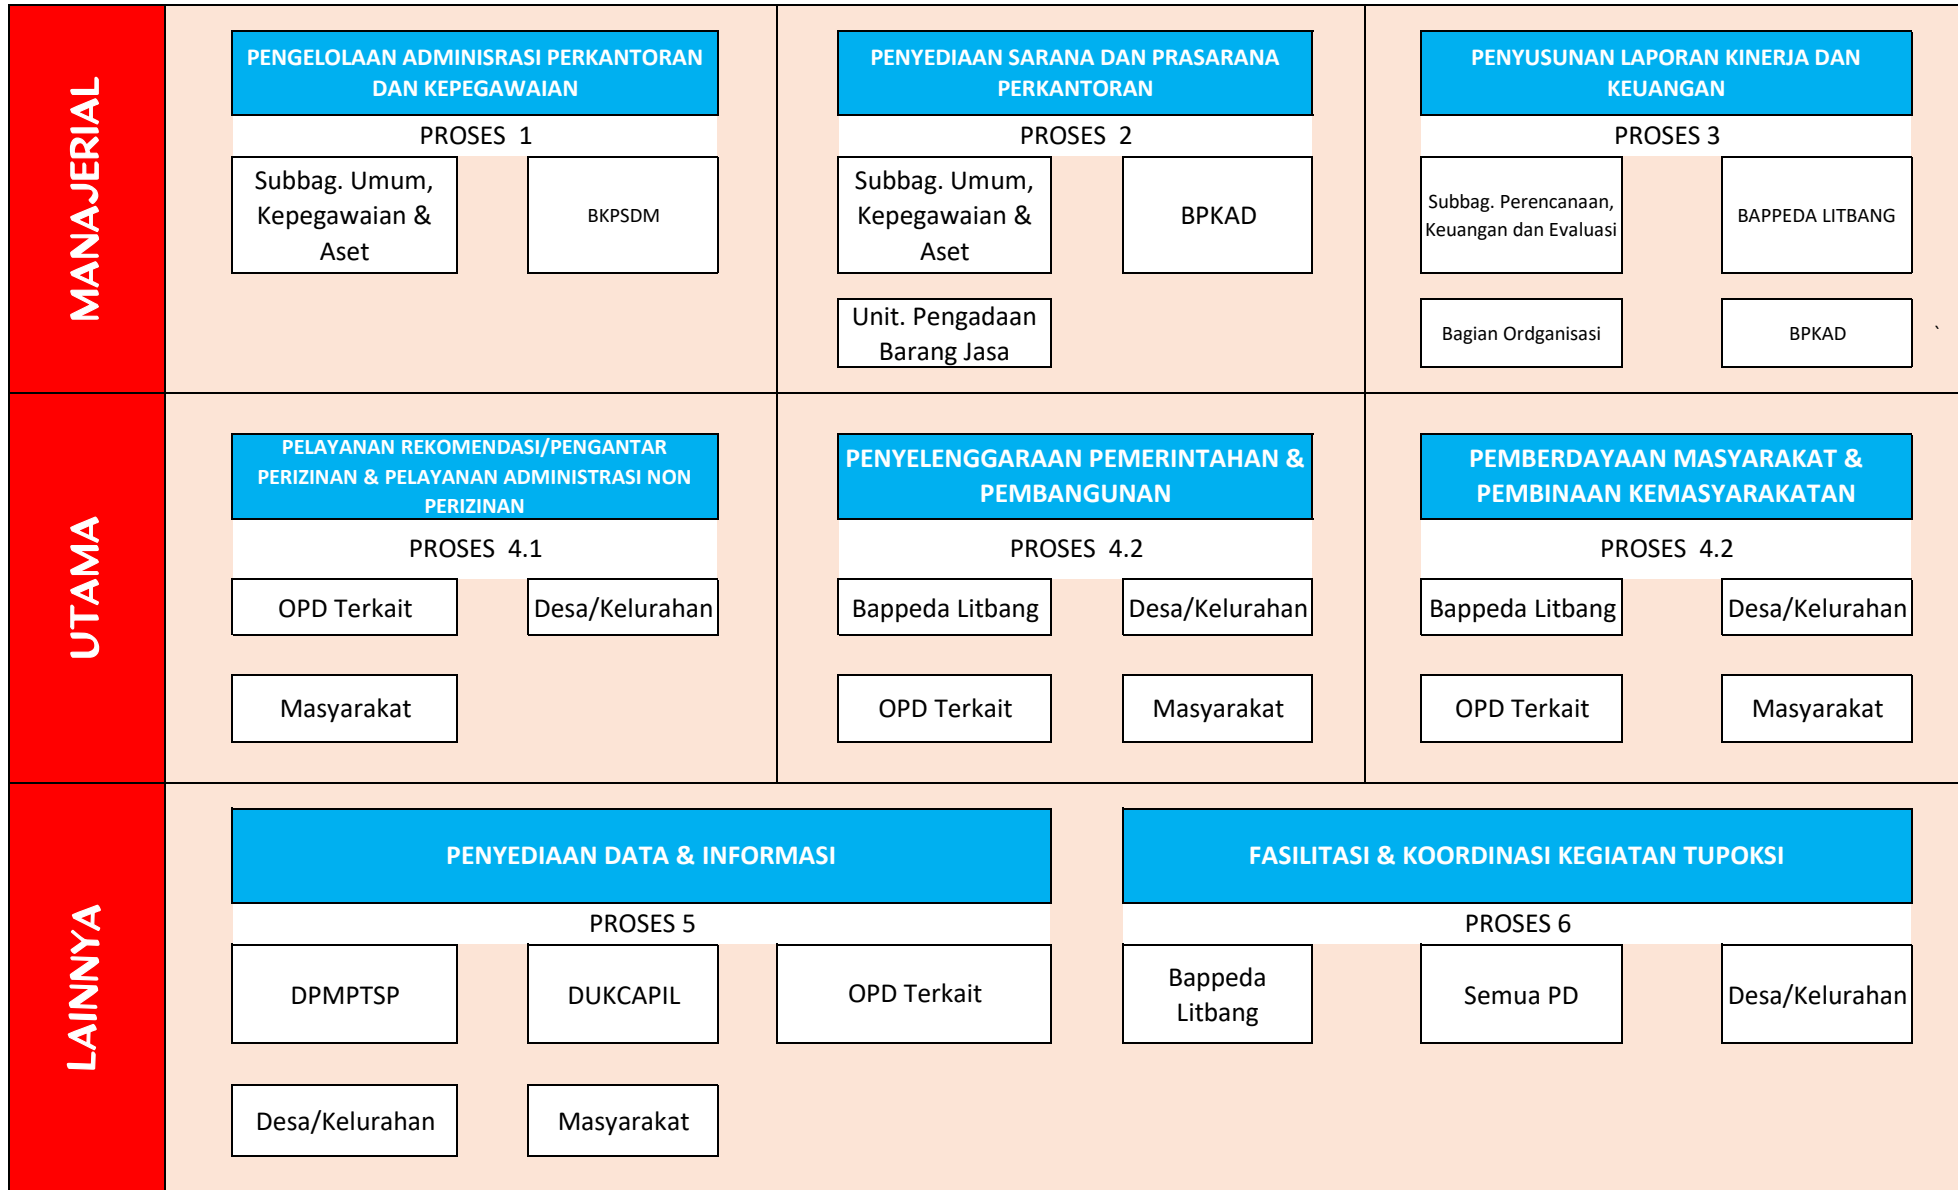 MANAJERIAL
PENGELOLAAN ADMINISRASI PERKANTORAN
DAN KEPEGAWAIAN
PROSES 1
Subbag. Umum,
Kepegawaian &
Aset
BKPSDM
PENYEDIAAN SARANA DAN PRASARANA
PERKANTORAN
PROSES 2
Subbag. Umum,
Kepegawaian &
Aset
BPKAD
Unit. Pengadaan
Barang Jasa
PENYUSUNAN LAPORAN KINERJA DAN
KEUANGAN
PROSES 3
Subbag. Perencanaan,
Keuangan dan Evaluasi
BAPPEDA LITBANG
Bagian Ordganisasi
BPKAD
`
UTAMA
PELAYANAN REKOMENDASI/PENGANTAR
PERIZINAN & PELAYANAN ADMINISTRASI NON
PERIZINAN
PROSES 4.1
OPD Terkait
Desa/Kelurahan
Masyarakat
PENYELENGGARAAN PEMERINTAHAN &
PEMBANGUNAN
PROSES 4.2
Bappeda Litbang
Desa/Kelurahan
OPD Terkait
Masyarakat
PEMBERDAYAAN MASYARAKAT &
PEMBINAAN KEMASYARAKATAN
PROSES 4.2
Bappeda Litbang
Desa/Kelurahan
OPD Terkait
Masyarakat
LAINNYA
PENYEDIAAN DATA & INFORMASI
PROSES 5
DPMPTSP
DUKCAPIL
OPD Terkait
Desa/Kelurahan
Masyarakat
FASILITASI & KOORDINASI KEGIATAN TUPOKSI
PROSES 6
Bappeda
Litbang
Semua PD
Desa/Kelurahan